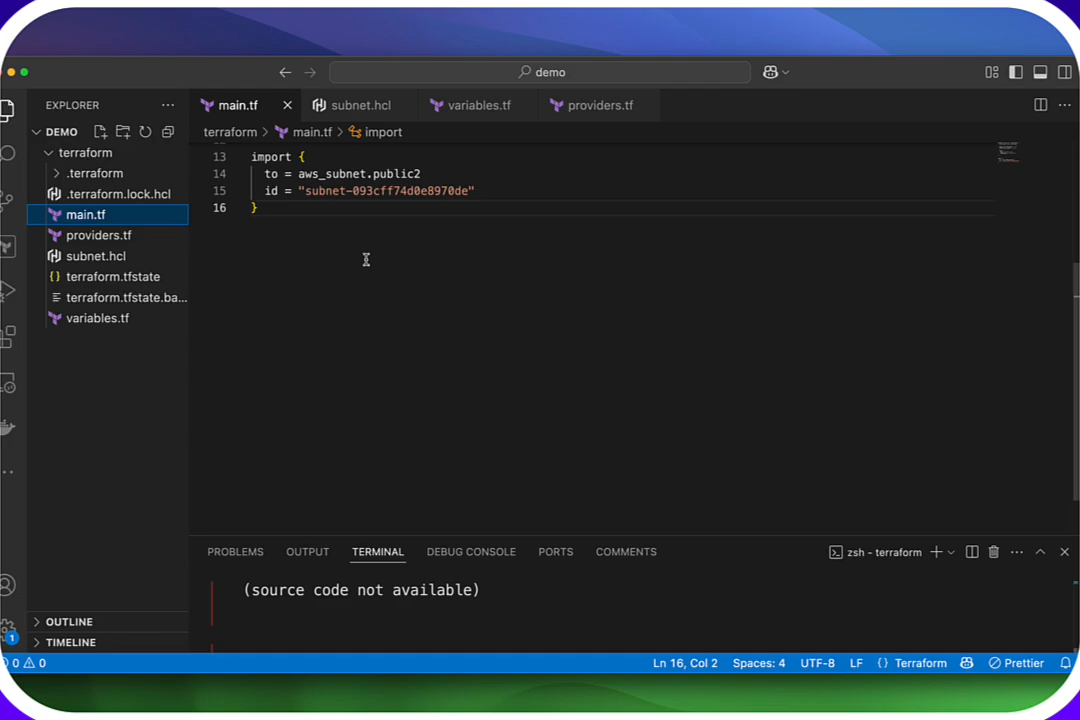 demo
EXPLORER
main.tf
subnet.hcl
variables.tf
providers.tf
DEMO
terraform > main.tf > import
terraform
.terraform
.terraform.lock.hcl
main.tf
providers.tf
subnet.hcl
terraform.tfstate
terraform.tfstate.ba...
variables.tf
13 import {
14 to = aws_subnet.public2
15 id = "subnet-093cff74d0e8970de"
16 }
PROBLEMS OUTPUT TERMINAL DEBUG CONSOLE PORTS COMMENTS
zsh - terraform
(source code not available)
OUTLINE
TIMELINE
1
0 0
Ln 16, Col 2 Spaces: 4 UTF-8 LF {} Terraform Prettier